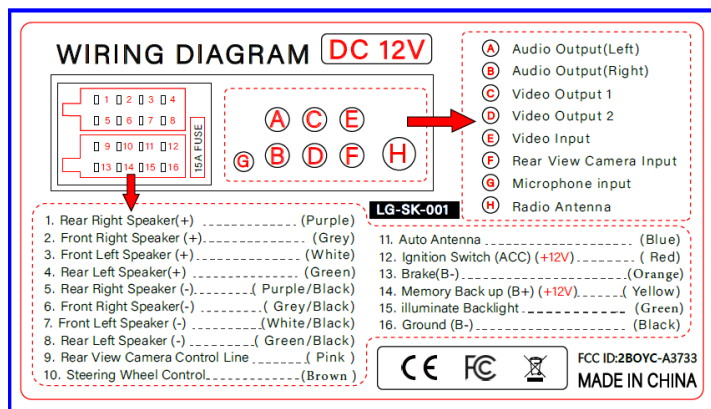 WIRING DIAGRAM DC 12V
1 2 3 4
5 6 7 8
9 10 11 12
13 14 15 16
15A FUSE
A C E
G B D F H
A Audio Output(Left)
B Audio Output(Right)
C Video Output 1
D Video Output 2
E Video Input
F Rear View Camera Input
G Microphone input
H Radio Antenna
LG-SK-001
1. Rear Right Speaker(+) (Purple)
2. Front Right Speaker (+) (Grey)
3. Front Left Speaker (+) (White)
4. Rear Left Speaker(+) (Green)
5. Rear Right Speaker (-) ( Purple/Black)
6. Front Right Speaker(-) ( Grey/Black)
7. Front Left Speaker (-) (White/Black)
8. Rear Left Speaker (-) ( Green/Black)
9. Rear View Camera Control Line ( Pink )
10. Steering Wheel Control (Brown )
11. Auto Antenna (Blue)
12. Ignition Switch (ACC) (+12V) ( Red)
13. Brake(B-) (Orange)
14. Memory Back up (B+) (+12V) ( Yellow)
15. illuminate Backlight (Green)
16. Ground (B-) (Black)
CE FC
FCC ID:2BOYC-A3733
MADE IN CHINA